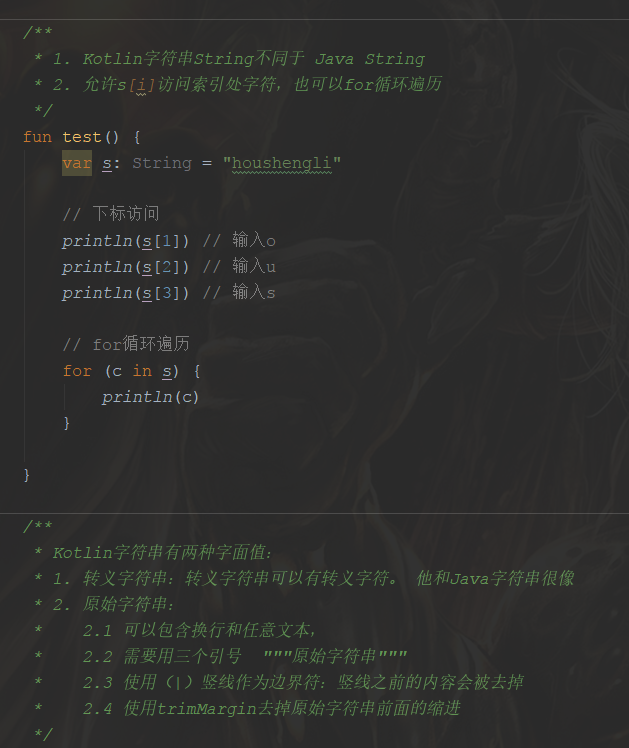 /**
 * 1. Kotlin字符串String不同于 Java String
 * 2. 允许s[i]访问索引处字符，也可以for循环遍历
 */
fun test() {
    var s: String = "houshengli"
    // 下标访问
    println(s[1]) // 输入o
    println(s[2]) // 输入u
    println(s[3]) // 输入s
    // for循环遍历
    for (c in s) {
        println(c)
    }
}
/**
 * Kotlin字符串有两种字面值:
 * 1. 转义字符串：转义字符串可以有转义字符。 他和Java字符串很像
 * 2. 原始字符串：
 *    2.1 可以包含换行和任意文本，
 *    2.2 需要用三个引号  """原始字符串"""
 *    2.3 使用（|）竖线作为边界符：竖线之前的内容会被去掉
 *    2.4 使用trimMargin去掉原始字符串前面的缩进
 */